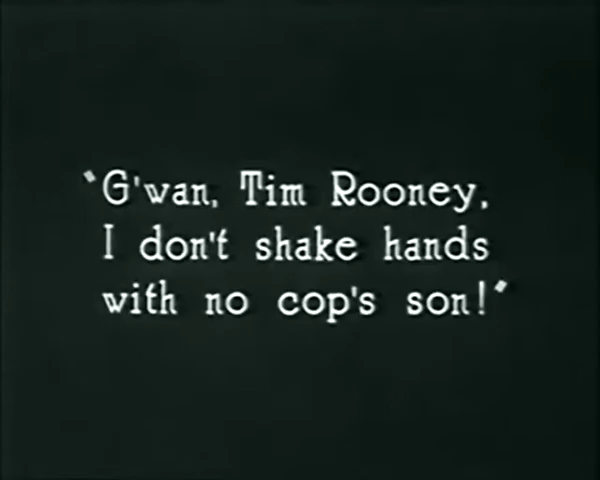 "G'wan, Tim Rooney,
I don't shake hands
with no cop's son!"